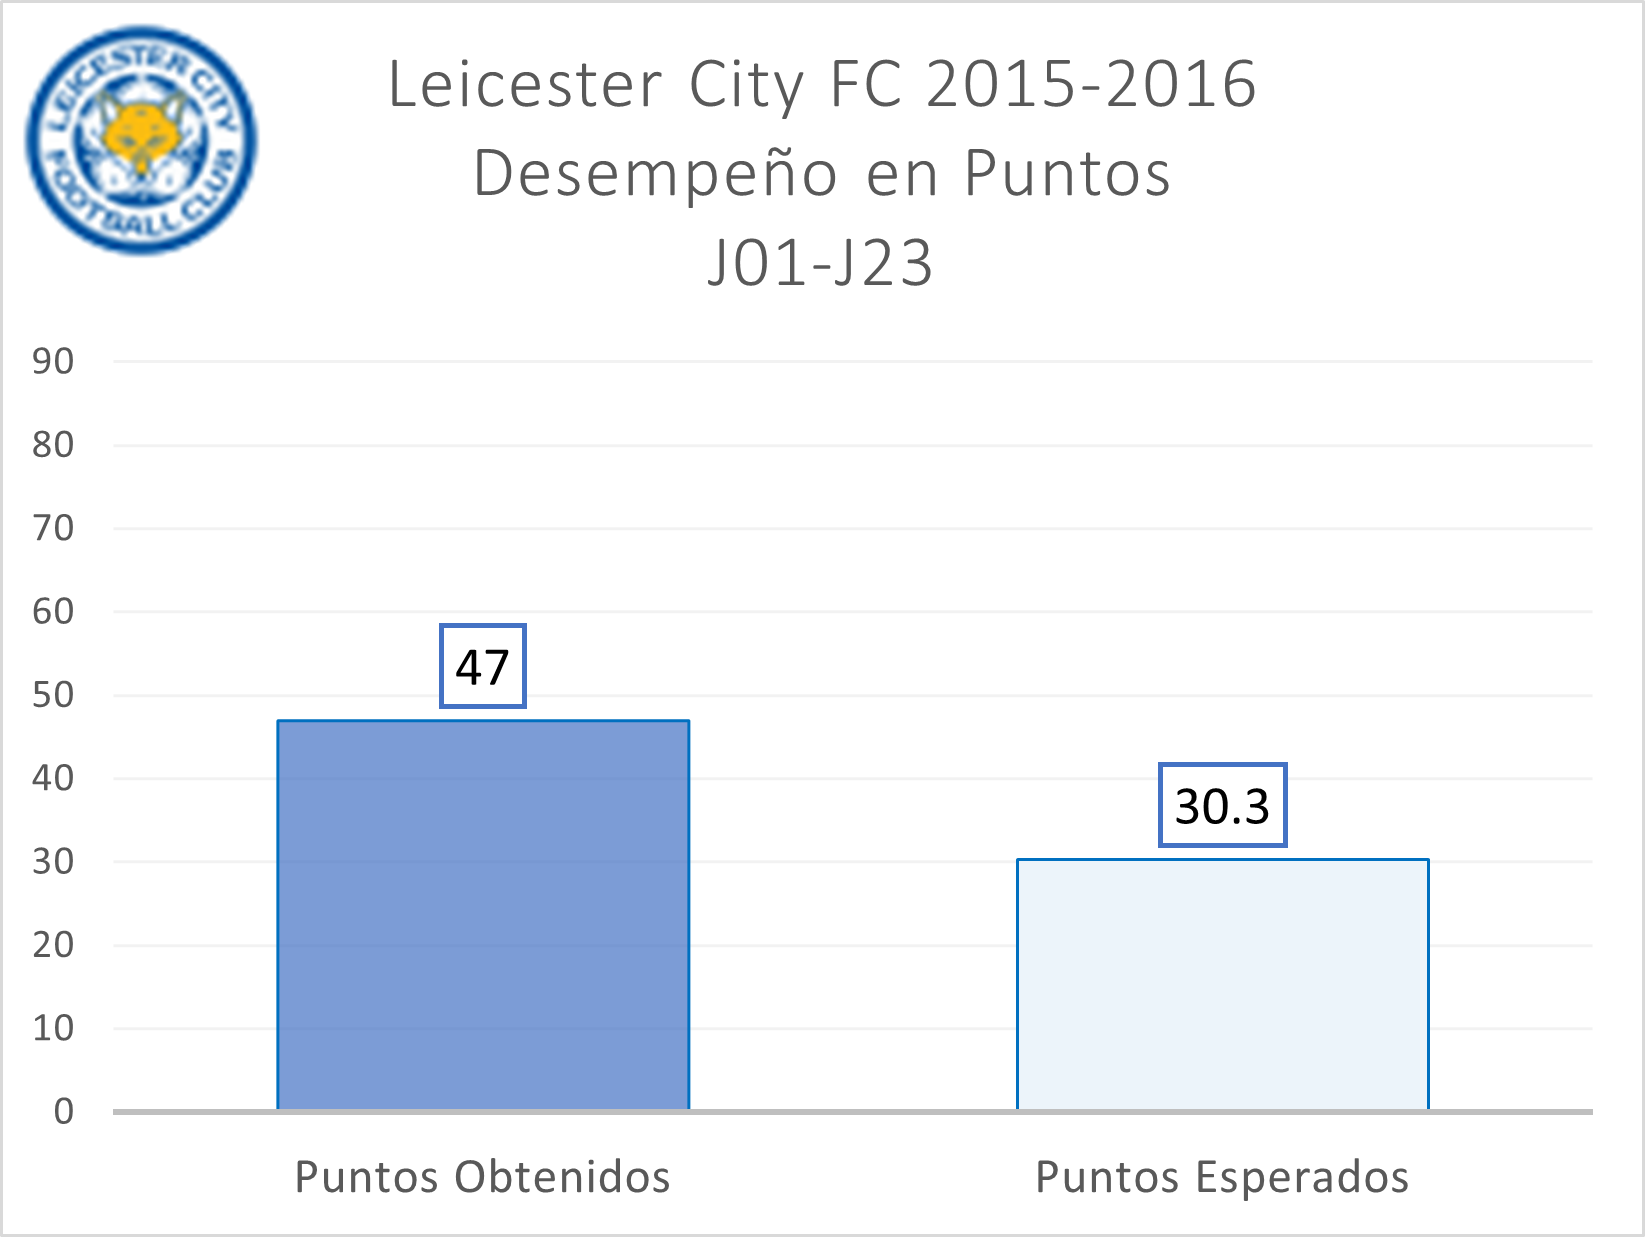 LEICESTER CITY
FOOTBALL CLUB
Leicester City FC 2015-2016
Desempeño en Puntos
J01-J23
90
80
70
60
50
40
30
20
10
0
47
30.3
Puntos Obtenidos
Puntos Esperados